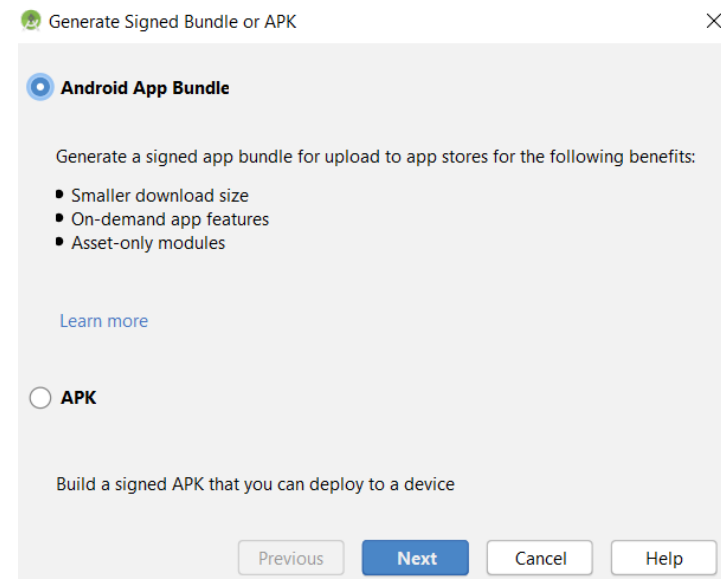 Generate Signed Bundle or APK
Android App Bundle
Generate a signed app bundle for upload to app stores for the following benefits:
Smaller download size
On-demand app features
Asset-only modules
Learn more
APK
Build a signed APK that you can deploy to a device
Previous Next Cancel Help